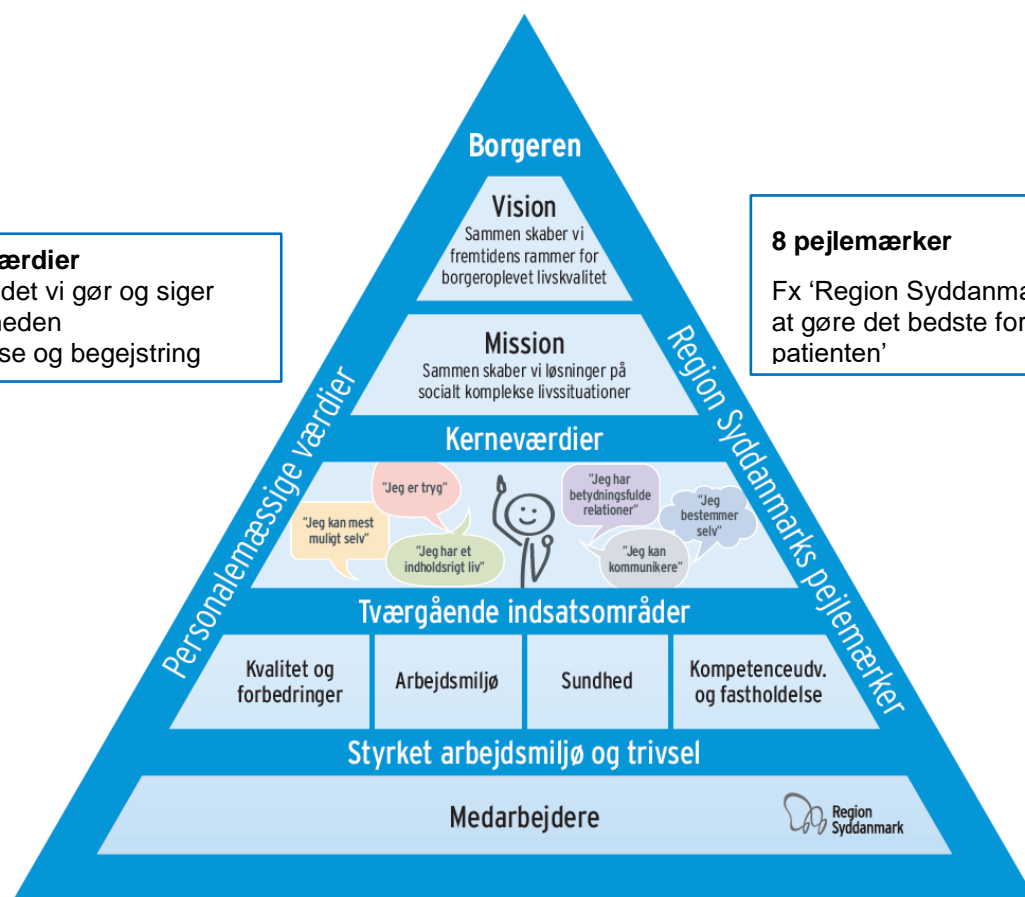 Borgeren
Vision
Sammen skaber vi
fremtidens rammer for
borgeroplevet livskvalitet
ærdier
det vi gør og siger
heden
se og begejstring
8 pejlemærker
Fx ‘Region Syddanma
at gøre det bedste for
patienten’
Mission
Sammen skaber vi løsninger på
socialt komplekse livssituationer
Personalemæssige værdier
Region Syddanmarks pejlemærker
Kerneværdier
"Jeg er tryg"
"Jeg kan mest
muligt selv"
"Jeg har et
indholdsrigt liv"
"Jeg har
betydningsfulde
relationer"
"Jeg
bestemmer
selv"
"Jeg kan
kommunikere"
Tværgående indsatsområder
Kvalitet og
forbedringer
Arbejdsmiljø
Sundhed
Kompetenceudv.
og fastholdelse
Styrket arbejdsmiljø og trivsel
Medarbejdere
Region
Syddanmark